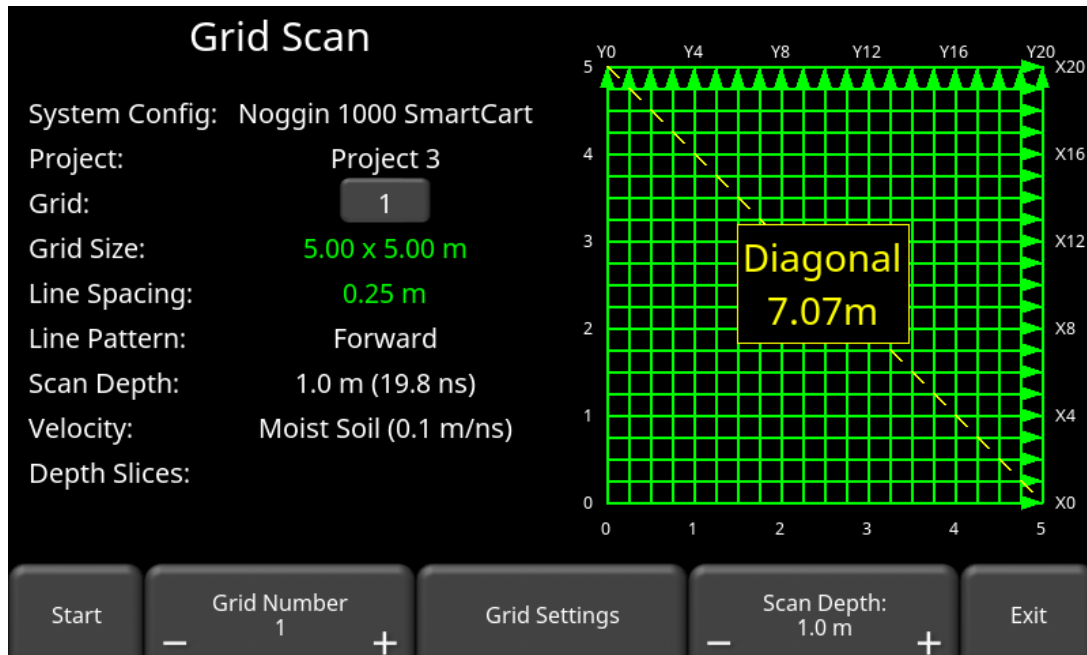 Grid Scan
System Config: Noggin 1000 SmartCart
Project: Project 3
Grid: 1
Grid Size: 5.00 x 5.00 m
Line Spacing: 0.25 m
Line Pattern: Forward
Scan Depth: 1.0 m (19.8 ns)
Velocity: Moist Soil (0.1 m/ns)
Depth Slices:
Y0 Y4 Y8 Y12 Y16 Y20
5 X20
4 X16
3 X12
Diagonal
7.07m
2 X8
1 X4
0 X0
0 1 2 3 4 5
Start
Grid Number
1
− +
Grid Settings
Scan Depth:
1.0 m
− +
Exit